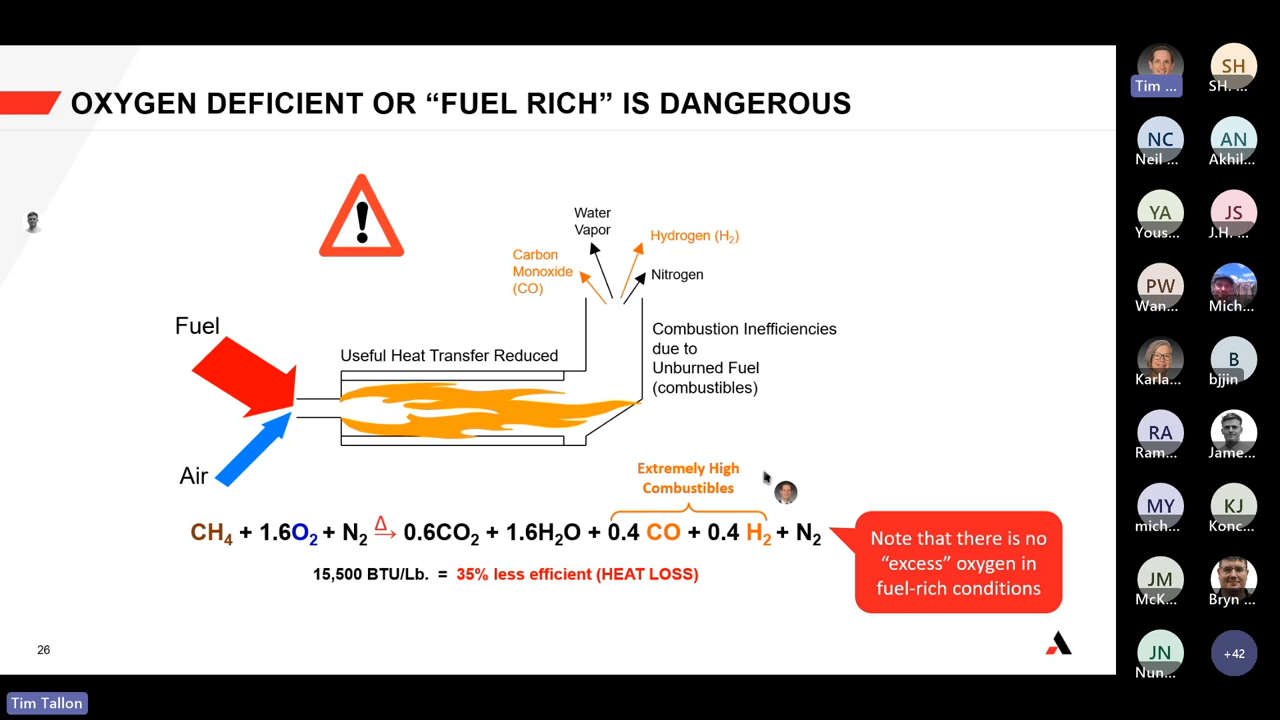 OXYGEN DEFICIENT OR “FUEL RICH” IS DANGEROUS
Water
Vapor
Hydrogen (H₂)
Carbon
Monoxide
(CO)
Nitrogen
Fuel
Useful Heat Transfer Reduced
Combustion Inefficiencies
due to
Unburned Fuel
(combustibles)
Air
Extremely High
Combustibles
CH₄ + 1.6O₂ + N₂ Δ→ 0.6CO₂ + 1.6H₂O + 0.4 CO + 0.4 H₂ + N₂
15,500 BTU/Lb. = 35% less efficient (HEAT LOSS)
Note that there is no
“excess” oxygen in
fuel-rich conditions
26
Tim Tallon
Tim ...
SH
SH. ...
NC
Neil ...
AN
Akhil...
YA
Yous...
JS
J.H. ...
PW
Wan...
Mich...
Karla...
B
bjjin
RA
Ram...
Jame...
MY
mich...
KJ
Konc...
JM
McK...
Bryn ...
JN
Nun...
+42